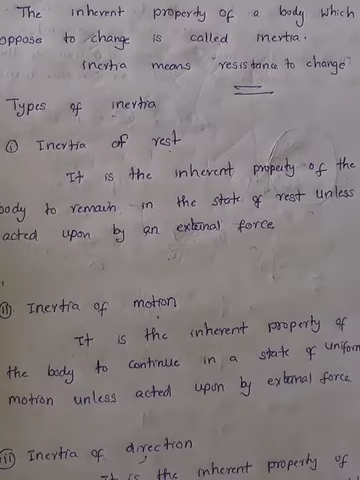 The inherent property of a body which
oppose to change is called inertia.
inertia means "resistance to change"
Types of inertia
(i) Inertia of rest
It is the inherent property of the
body to remain in the state of rest unless
acted upon by an external force
(ii) Inertia of motion
It is the inherent property of
the body to continue in a state of uniform
motion unless acted upon by external force
(iii) Inertia of direction
It is the inherent property of